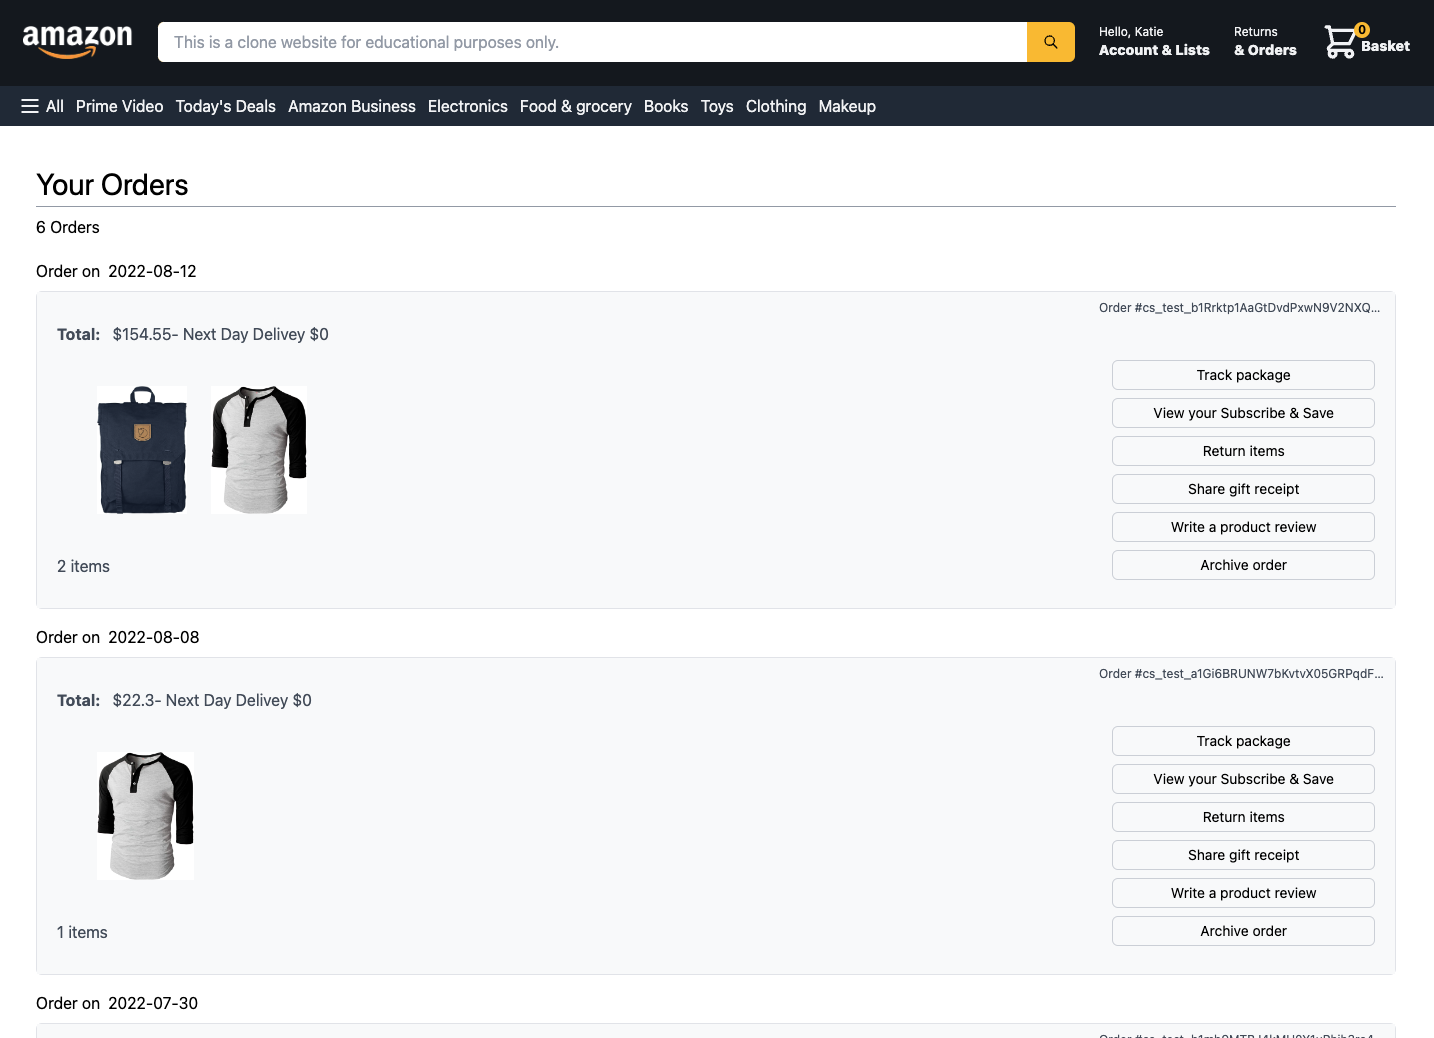 amazon
This is a clone website for educational purposes only.
Hello, Katie
Account & Lists
Returns
& Orders
0
Basket
All Prime Video Today's Deals Amazon Business Electronics Food & grocery Books Toys Clothing Makeup
Your Orders
6 Orders
Order on 2022-08-12
Order #cs_test_b1Rrktp1AaGtDvdPxwN9V2NXQ...
Total: $154.55- Next Day Delivey $0
Track package
View your Subscribe & Save
Return items
Share gift receipt
Write a product review
Archive order
2 items
Order on 2022-08-08
Order #cs_test_a1Gi6BRUNW7bKvtvX05GRPqdF...
Total: $22.3- Next Day Delivey $0
Track package
View your Subscribe & Save
Return items
Share gift receipt
Write a product review
Archive order
1 items
Order on 2022-07-30